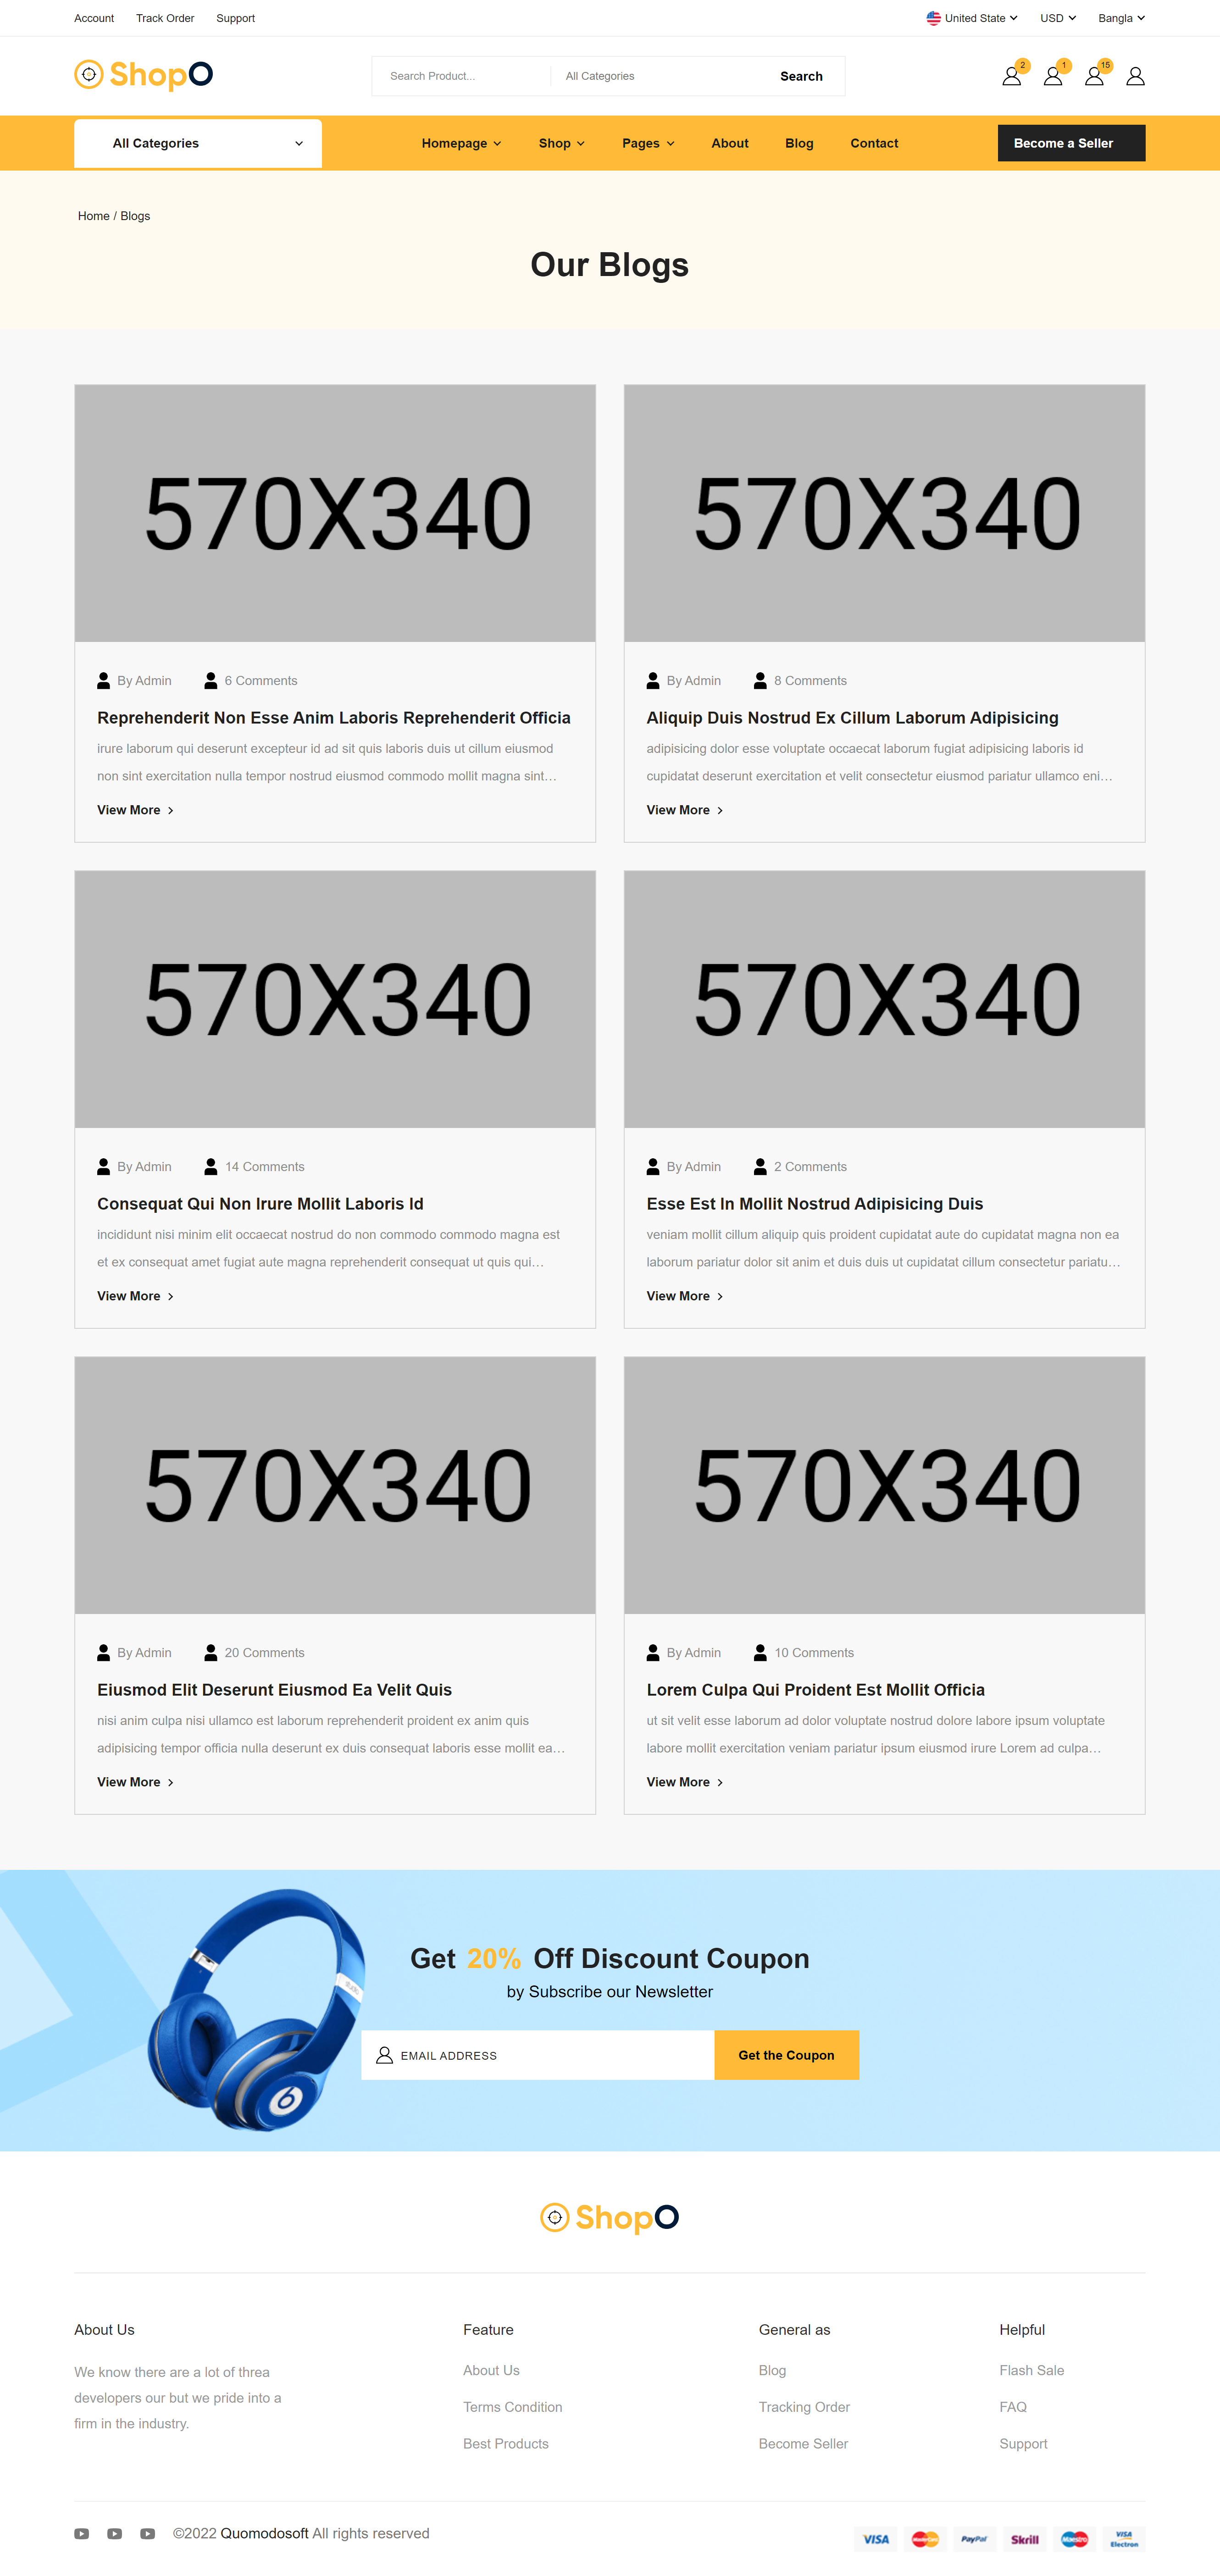 Account Track Order Support United State USD Bangla
ShopO Search Product... All Categories Search 2 1 15
All Categories Homepage Shop Pages About Blog Contact Become a Seller
Home / Blogs
Our Blogs
570X340
By Admin 6 Comments
Reprehenderit Non Esse Anim Laboris Reprehenderit Officia
irure laborum qui deserunt excepteur id ad sit quis laboris duis ut cillum eiusmod
non sint exercitation nulla tempor nostrud eiusmod commodo mollit magna sint…
View More
570X340
By Admin 8 Comments
Aliquip Duis Nostrud Ex Cillum Laborum Adipisicing
adipisicing dolor esse voluptate occaecat laborum fugiat adipisicing laboris id
cupidatat deserunt exercitation et velit consectetur eiusmod pariatur ullamco eni…
View More
570X340
By Admin 14 Comments
Consequat Qui Non Irure Mollit Laboris Id
incididunt nisi minim elit occaecat nostrud do non commodo commodo magna est
et ex consequat amet fugiat aute magna reprehenderit consequat ut quis qui…
View More
570X340
By Admin 2 Comments
Esse Est In Mollit Nostrud Adipisicing Duis
veniam mollit cillum aliquip quis proident cupidatat aute do cupidatat magna non ea
laborum pariatur dolor sit anim et duis duis ut cupidatat cillum consectetur pariatu…
View More
570X340
By Admin 20 Comments
Eiusmod Elit Deserunt Eiusmod Ea Velit Quis
nisi anim culpa nisi ullamco est laborum reprehenderit proident ex anim quis
adipisicing tempor officia nulla deserunt ex duis consequat laboris esse mollit ea…
View More
570X340
By Admin 10 Comments
Lorem Culpa Qui Proident Est Mollit Officia
ut sit velit esse laborum ad dolor voluptate nostrud dolore labore ipsum voluptate
labore mollit exercitation veniam pariatur ipsum eiusmod irure Lorem ad culpa…
View More
Get 20% Off Discount Coupon
by Subscribe our Newsletter
EMAIL ADDRESS Get the Coupon
ShopO
About Us
We know there are a lot of threa
developers our but we pride into a
firm in the industry.
Feature
About Us
Terms Condition
Best Products
General as
Blog
Tracking Order
Become Seller
Helpful
Flash Sale
FAQ
Support
©2022 Quomodosoft All rights reserved
VISA MasterCard PayPal Skrill Maestro VISA Electron